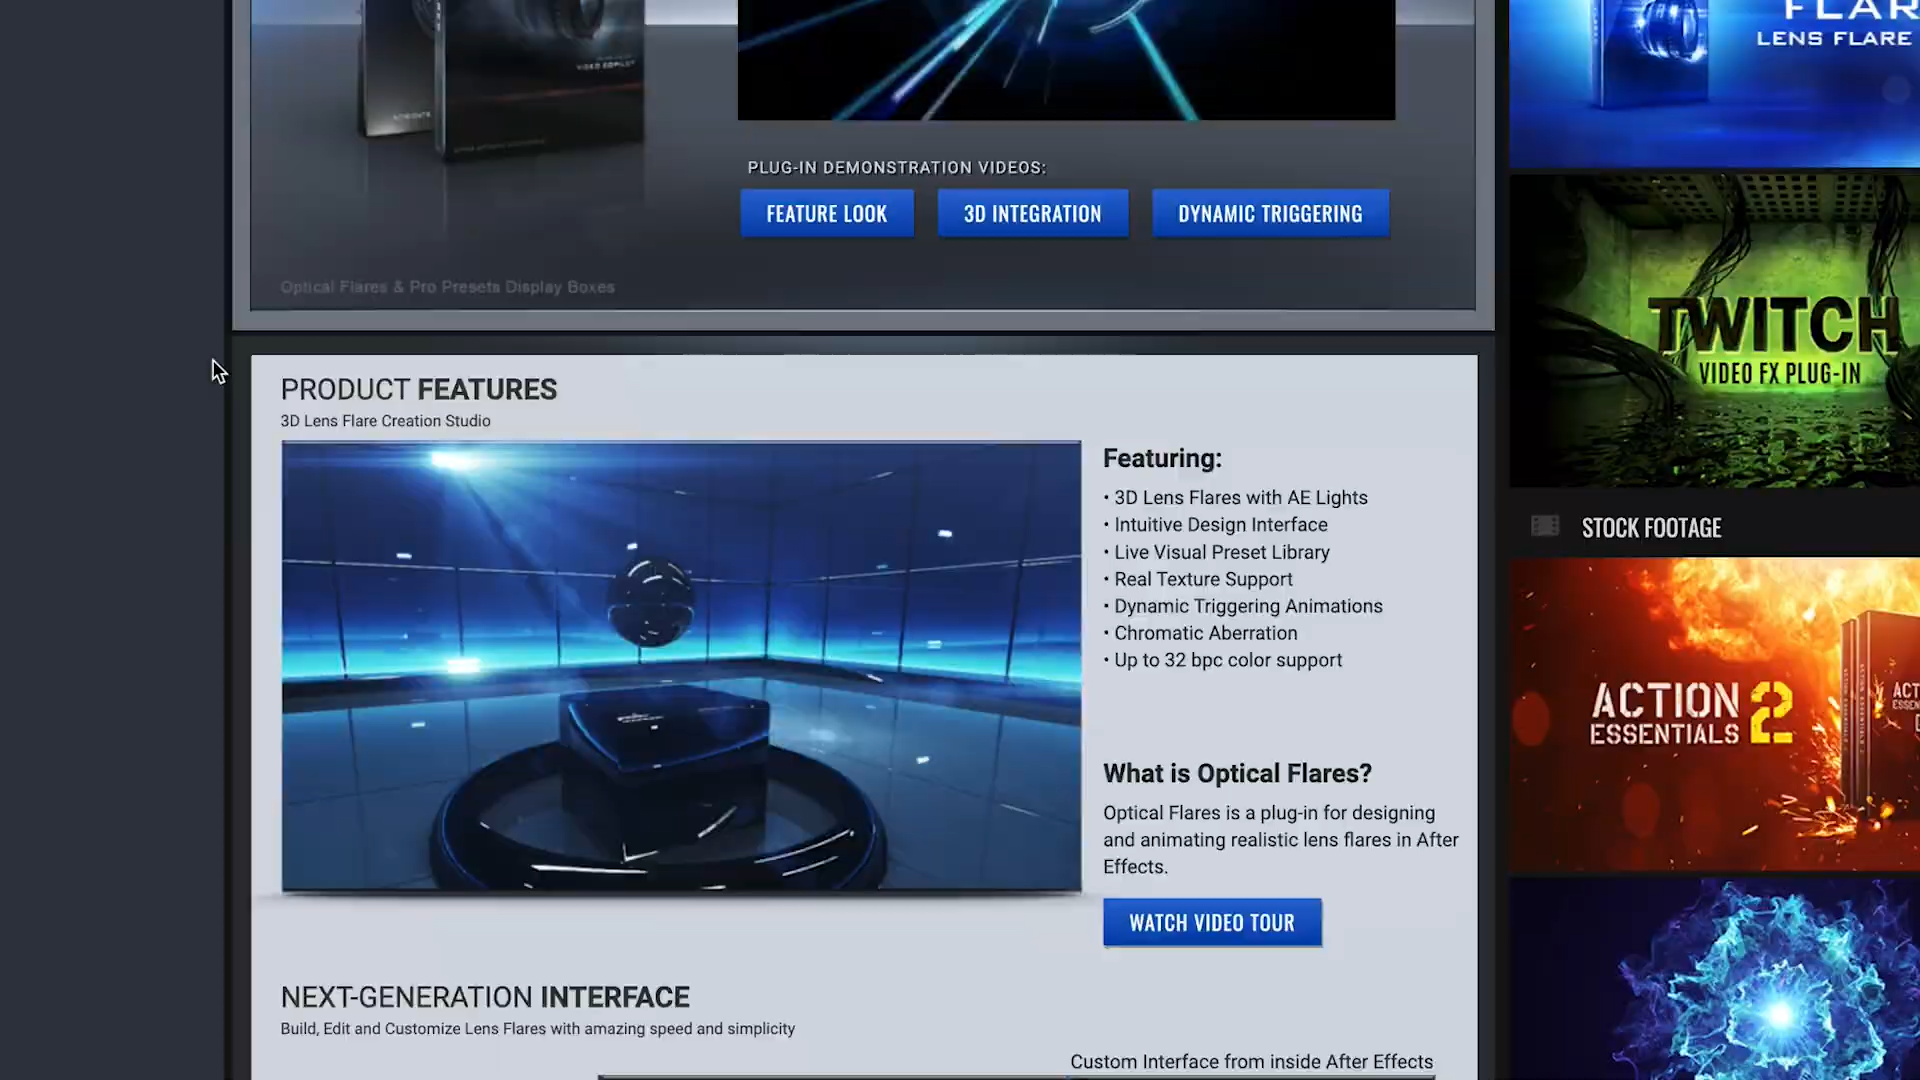 VIDEO COPILOT
PLUG-IN DEMONSTRATION VIDEOS:
FEATURE LOOK
3D INTEGRATION
DYNAMIC TRIGGERING
Optical Flares & Pro Presets Display Boxes
PRODUCT FEATURES
3D Lens Flare Creation Studio
Featuring:
• 3D Lens Flares with AE Lights
• Intuitive Design Interface
• Live Visual Preset Library
• Real Texture Support
• Dynamic Triggering Animations
• Chromatic Aberration
• Up to 32 bpc color support
What is Optical Flares?
Optical Flares is a plug-in for designing
and animating realistic lens flares in After
Effects.
WATCH VIDEO TOUR
NEXT-GENERATION INTERFACE
Build, Edit and Customize Lens Flares with amazing speed and simplicity
Custom Interface from inside After Effects
FLAR
LENS FLARE
TWITCH
VIDEO FX PLUG-IN
STOCK FOOTAGE
ACTION
ESSENTIALS 2